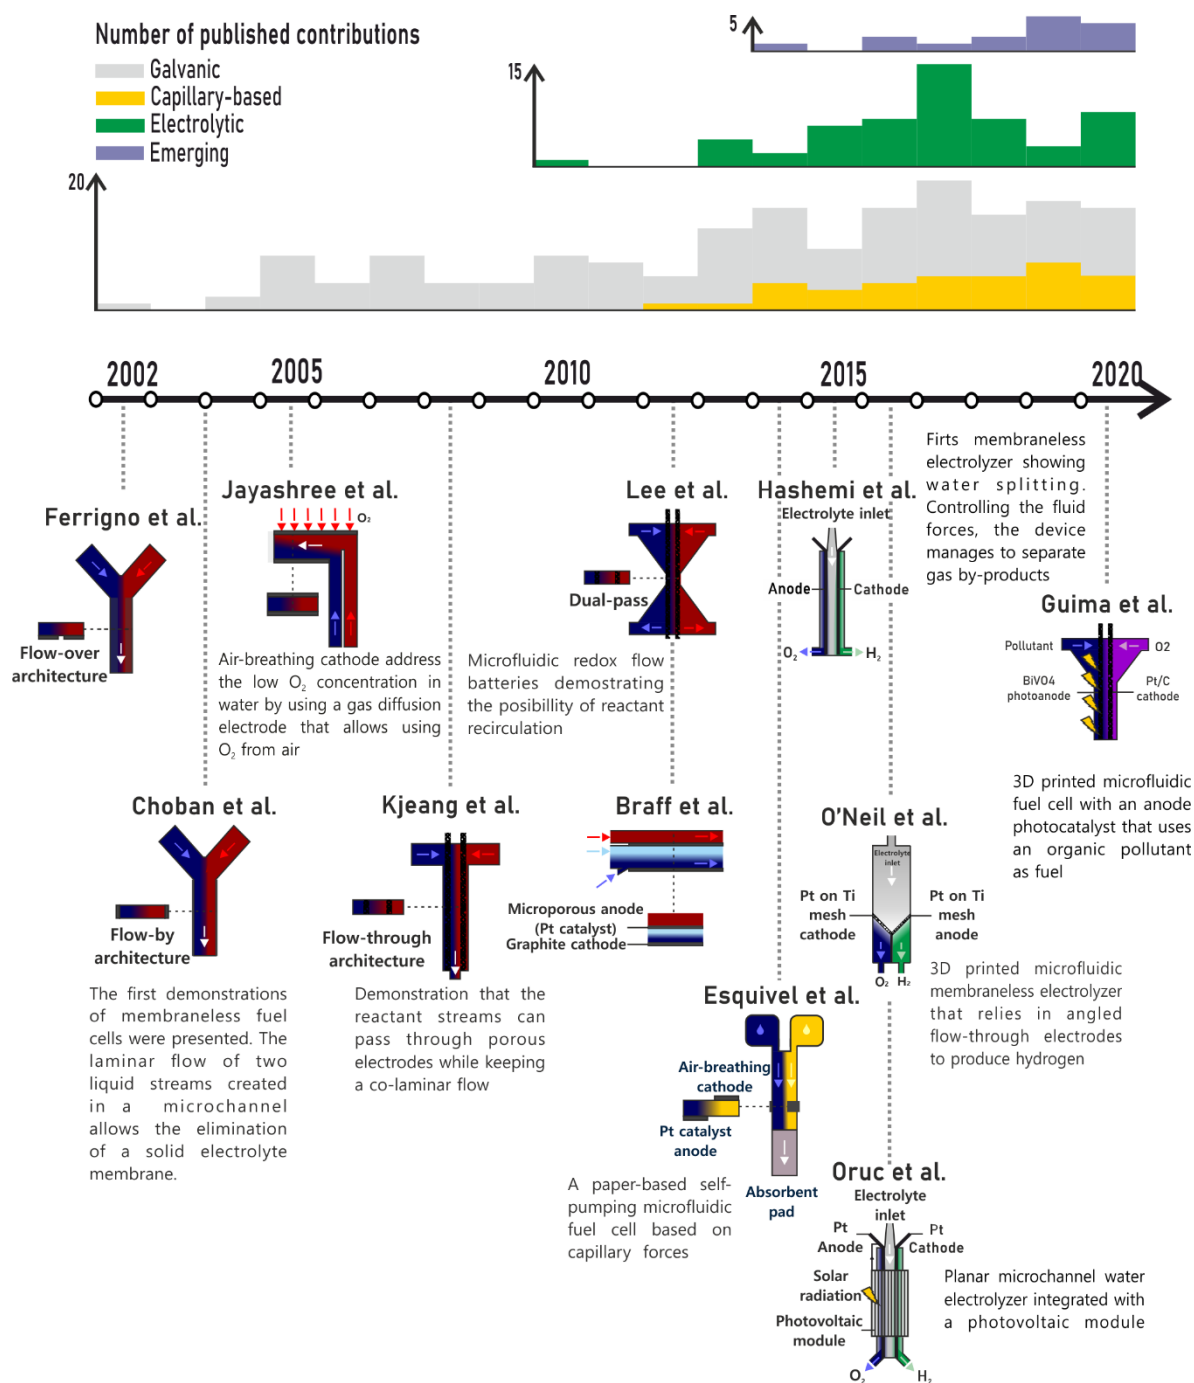 Number of published contributions
Galvanic
Capillary-based
Electrolytic
Emerging
5
15
20
2002
2005
2010
2015
2020
Ferrigno et al.
Flow-over
architecture
Jayashree et al.
O₂
Air-breathing cathode address
the low O₂ concentration in
water by using a gas diffusion
electrode that allows using
O₂ from air
Lee et al.
Dual-pass
Microfluidic redox flow
batteries demostrating
the posibility of reactant
recirculation
Hashemi et al.
Electrolyte inlet
Anode
Cathode
O₂
H₂
Firts membraneless
electrolyzer showing
water splitting.
Controlling the fluid
forces, the device
manages to separate
gas by-products
Guima et al.
Pollutant
O2
BiVO4
photoanode
Pt/C
cathode
3D printed microfluidic
fuel cell with an anode
photocatalyst that uses
an organic pollutant
as fuel
Choban et al.
Flow-by
architecture
The first demonstrations
of membraneless fuel
cells were presented. The
laminar flow of two
liquid streams created
in a microchannel
allows the elimination
of a solid electrolyte
membrane.
Kjeang et al.
Flow-through
architecture
Demonstration that the
reactant streams can
pass through porous
electrodes while keeping
a co-laminar flow
Braff et al.
Microporous anode
(Pt catalyst)
Graphite cathode
O'Neil et al.
Electrolyte
inlet
Pt on Ti
mesh
cathode
Pt on Ti
mesh
anode
O₂
H₂
3D printed microfluidic
membraneless electrolyzer
that relies in angled
flow-through electrodes
to produce hydrogen
Esquivel et al.
Air-breathing
cathode
Pt catalyst
anode
Absorbent
pad
A paper-based self-
pumping microfluidic
fuel cell based on
capillary forces
Oruc et al.
Electrolyte
inlet
Pt
Anode
Pt
Cathode
Solar
radiation
Photovoltaic
module
O₂
H₂
Planar microchannel water
electrolyzer integrated with
a photovoltaic module